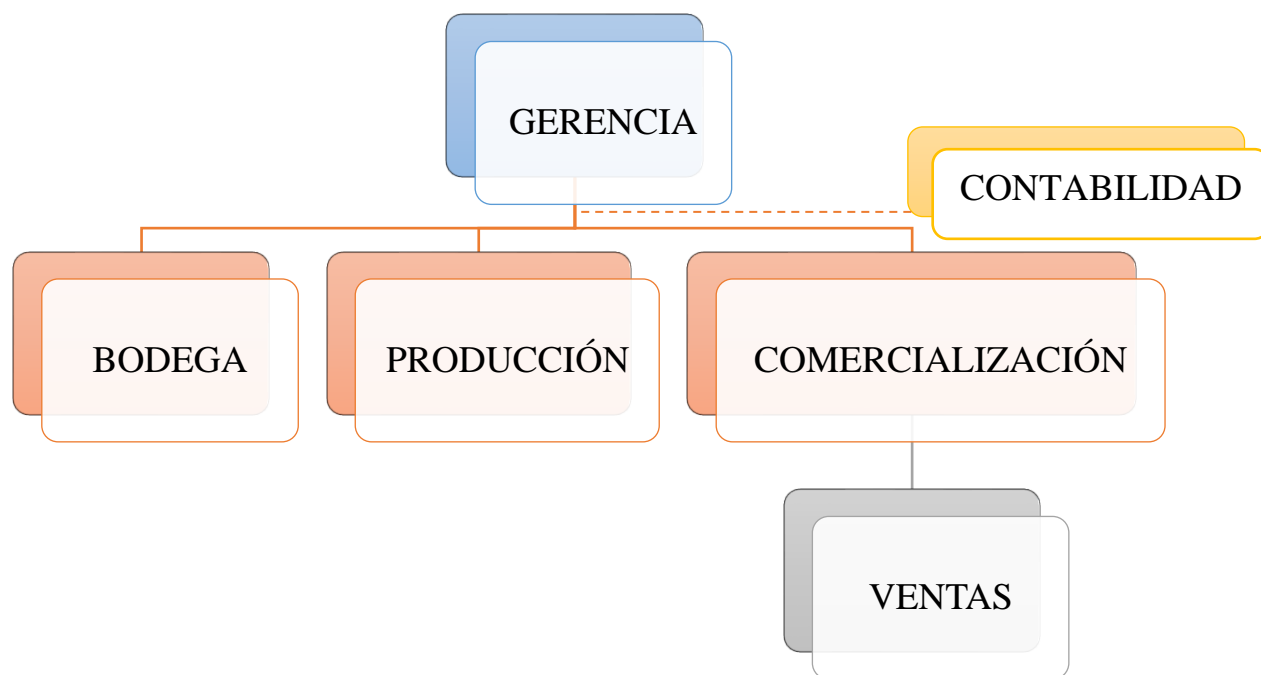 GERENCIA
CONTABILIDAD
BODEGA
PRODUCCIÓN
COMERCIALIZACIÓN
VENTAS